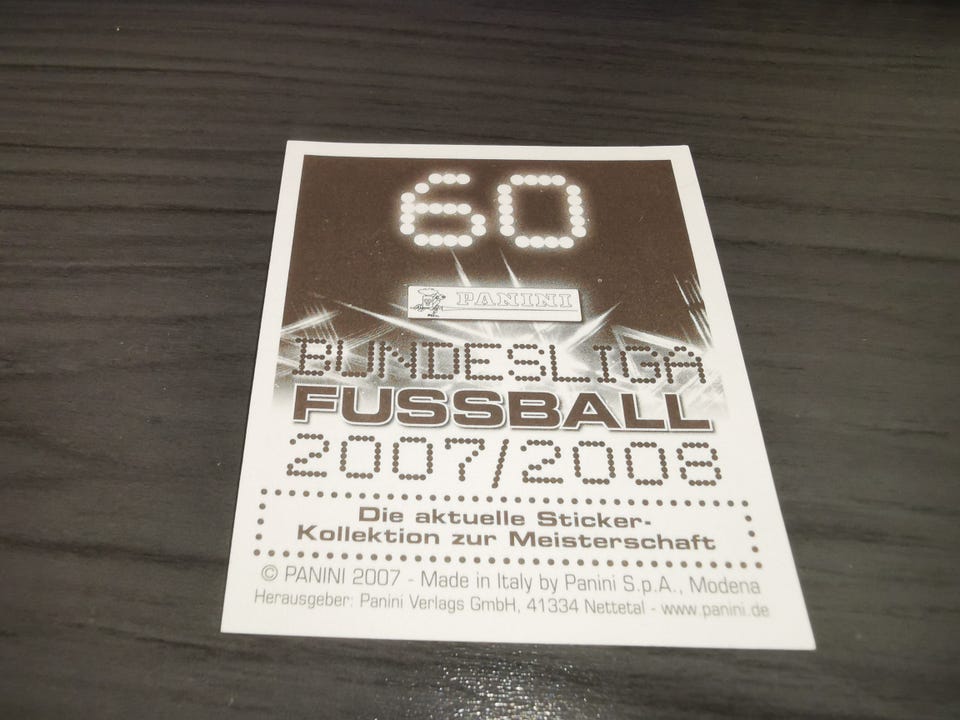 60
PANINI
BUNDESLIGA
FUSSBALL
2007/2008
Die aktuelle Sticker-
Kollektion zur Meisterschaft
© PANINI 2007 - Made in Italy by Panini S.p.A., Modena
Herausgeber: Panini Verlags GmbH, 41334 Nettetal - www.panini.de